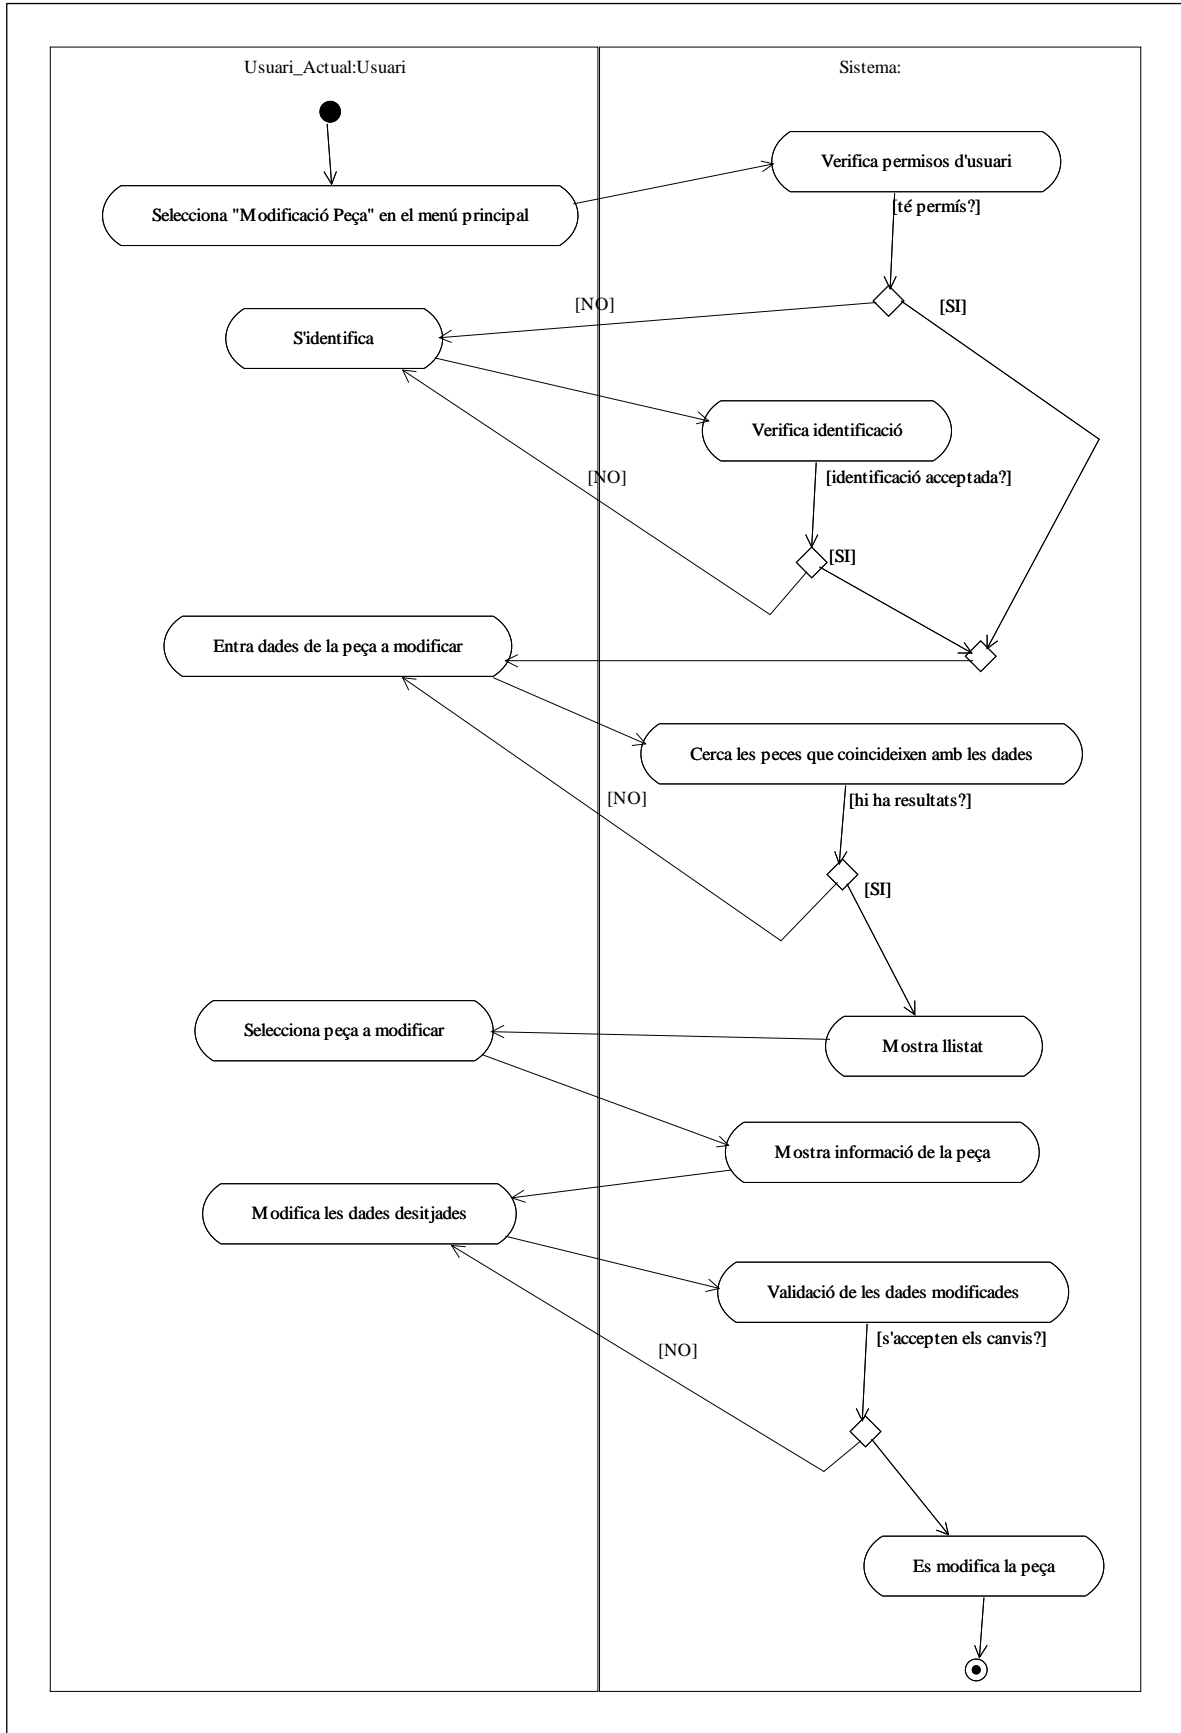 Usuari_Actual:Usuari
Sistema:
Verifica permisos d'usuari
Selecciona "Modificació Peça" en el menú principal
[té permís?]
[NO]
[SI]
S'identifica
Verifica identificació
[NO]
[identificació acceptada?]
[SI]
Entra dades de la peça a modificar
Cerca les peces que coincideixen amb les dades
[NO]
[hi ha resultats?]
[SI]
Selecciona peça a modificar
Mostra llistat
Mostra informació de la peça
Modifica les dades desitjades
Validació de les dades modificades
[s'accepten els canvis?]
[NO]
Es modifica la peça